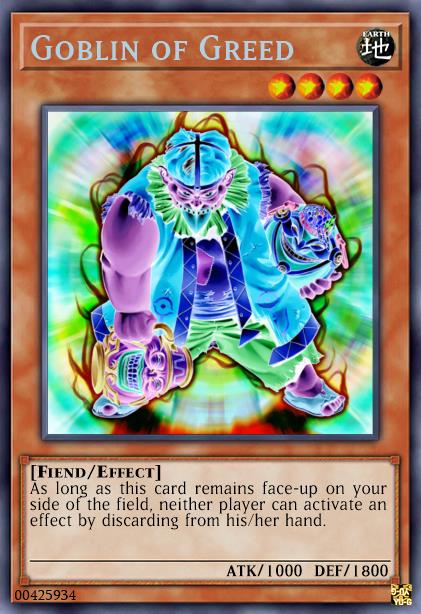 GOBLIN OF GREED
EARTH
地
[FIEND/EFFECT]
As long as this card remains face-up on your
side of the field, neither player can activate an
effect by discarding from his/her hand.
ATK/1000 DEF/1800
00425934